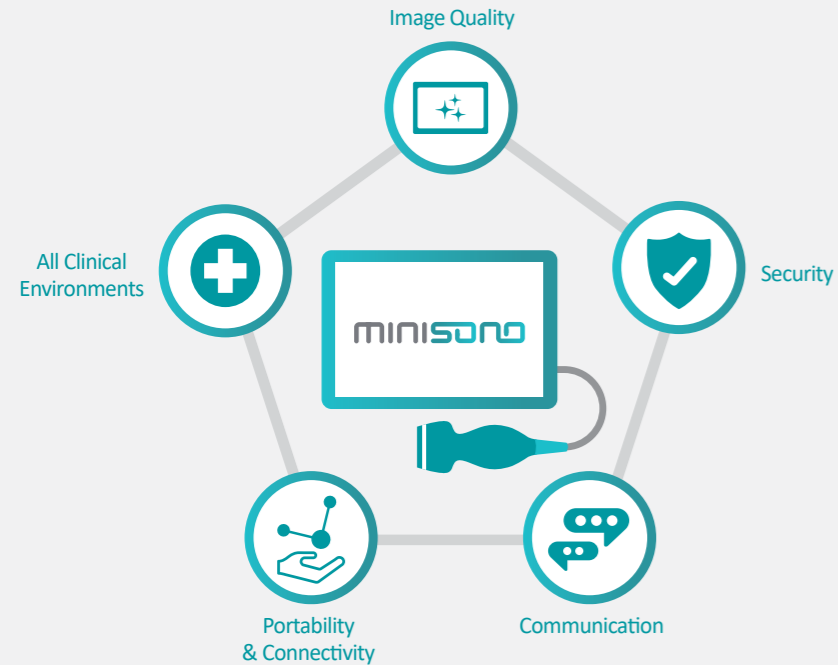 Image Quality
All Clinical
Environments
Security
minisono
Portability
& Connectivity
Communication